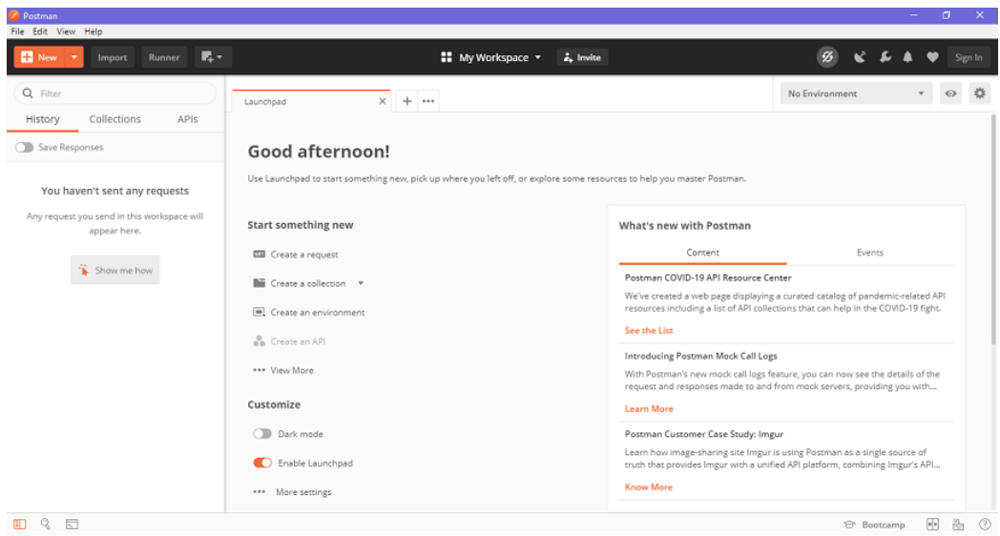 Postman
File Edit View Help
New Import Runner My Workspace Invite Sign In
Filter
History Collections APIs
Save Responses
You haven't sent any requests
Any request you send in this workspace will
appear here.
Show me how
Launchpad
No Environment
Good afternoon!
Use Launchpad to start something new, pick up where you left off, or explore some resources to help you master Postman.
Start something new
GET Create a request
Create a collection
Create an environment
Create an API
View More
Customize
Dark mode
Enable Launchpad
More settings
What's new with Postman
Content Events
Postman COVID-19 API Resource Center
We've created a web page displaying a curated catalog of pandemic-related API
resources including a list of API collections that can help in the COVID-19 fight.
See the List
Introducing Postman Mock Call Logs
With Postman's new mock call logs feature, you can now see the details of the
request and responses made to and from mock servers, providing you with...
Learn More
Postman Customer Case Study: Imgur
Learn how image-sharing site Imgur is using Postman as a single source of
truth that provides Imgur with a unified API platform, combining Imgur's API...
Know More
Bootcamp